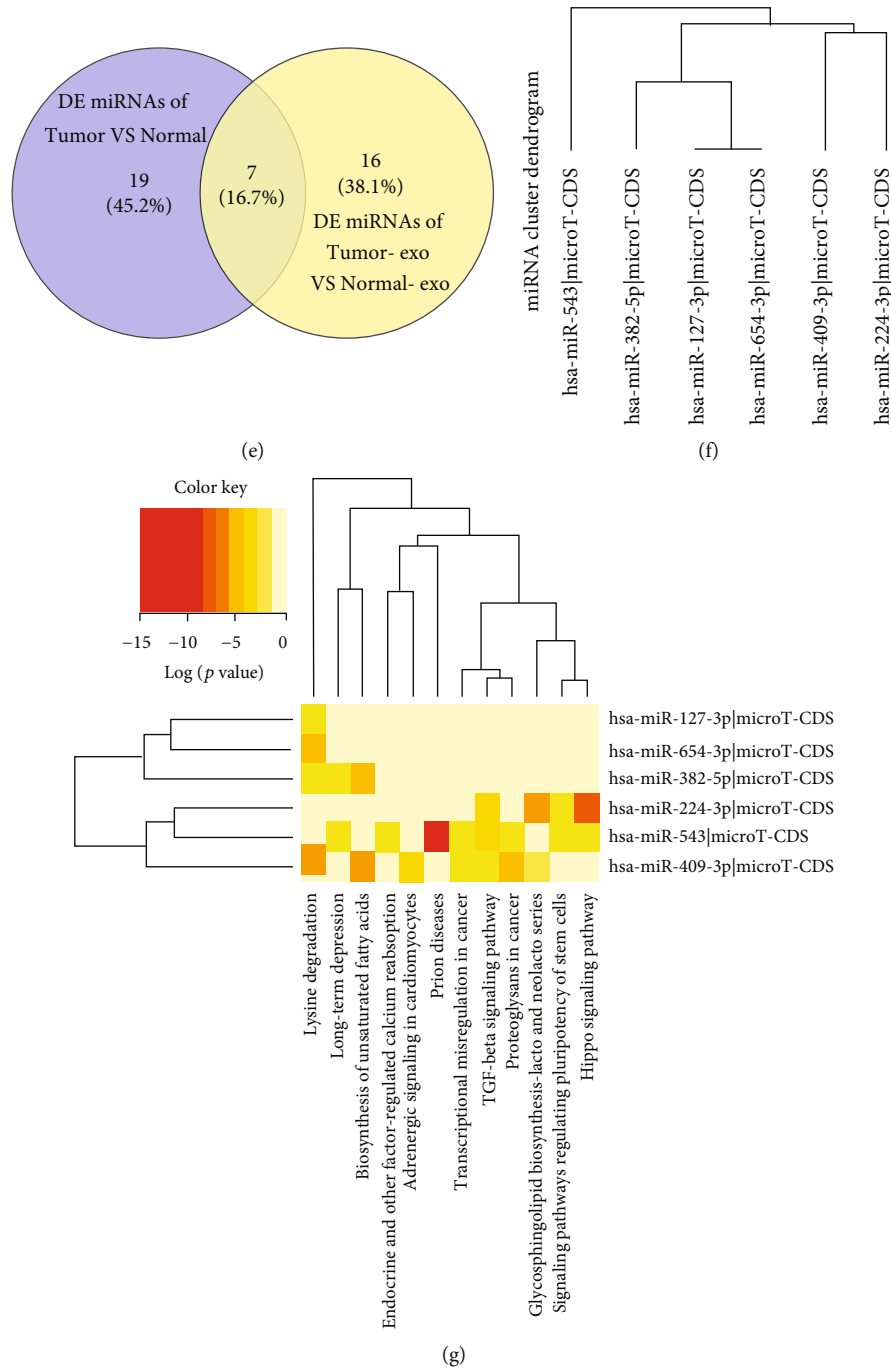 DE miRNAs of
Tumor VS Normal
19
(45.2%)
7
(16.7%)
16
(38.1%)
DE miRNAs of
Tumor- exo
VS Normal- exo
(e)
miRNA cluster dendrogram
hsa-miR-543|microT-CDS
hsa-miR-382-5p|microT-CDS
hsa-miR-127-3p|microT-CDS
hsa-miR-654-3p|microT-CDS
hsa-miR-409-3p|microT-CDS
hsa-miR-224-3p|microT-CDS
(f)
Color key
−15 −10 −5 0
Log (p value)
hsa-miR-127-3p|microT-CDS
hsa-miR-654-3p|microT-CDS
hsa-miR-382-5p|microT-CDS
hsa-miR-224-3p|microT-CDS
hsa-miR-543|microT-CDS
hsa-miR-409-3p|microT-CDS
Lysine degradation
Long-term depression
Biosynthesis of unsaturated fatty acids
Endocrine and other factor-regulated calcium reabsoption
Adrenergic signaling in cardiomyocytes
Prion diseases
Transcriptional misregulation in cancer
TGF-beta signaling pathway
Proteoglysans in cancer
Glycosphingolipid biosynthesis-lacto and neolacto series
Signaling pathways regulating pluripotency of stem cells
Hippo signaling pathway
(g)